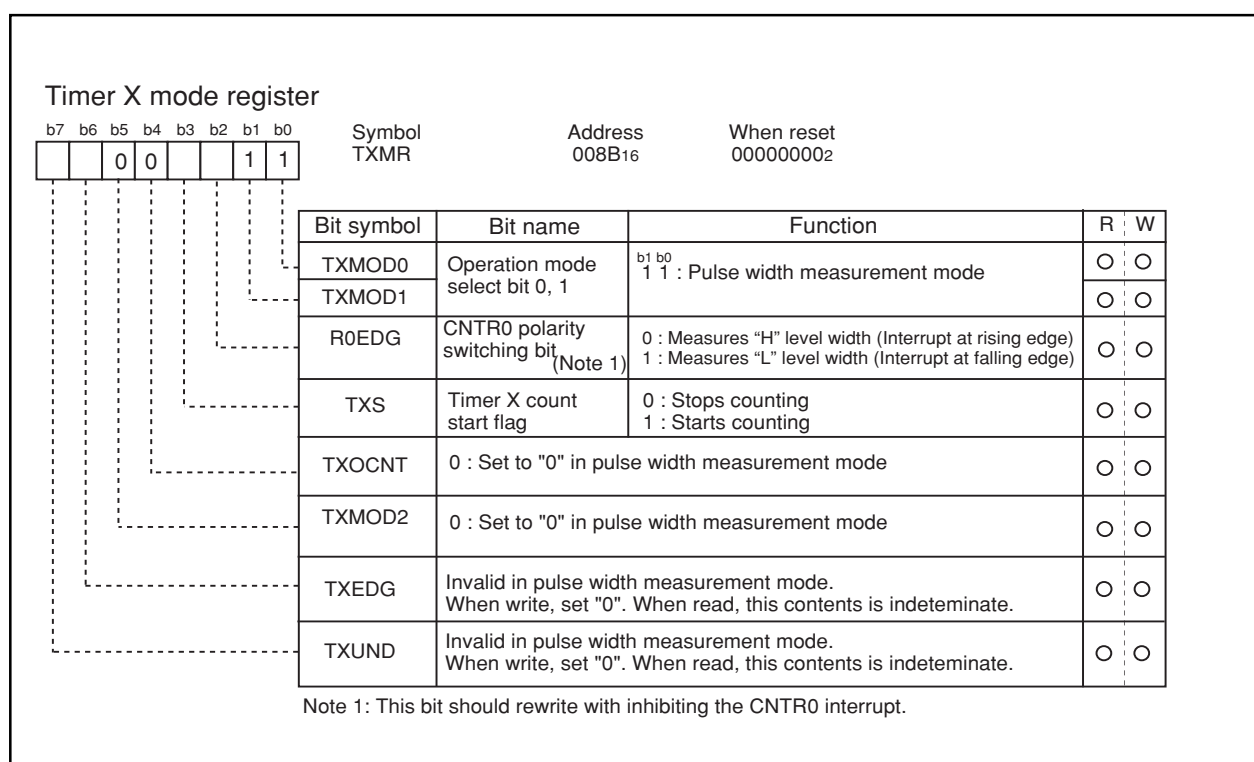 Timer X mode register
b7 b6 b5 b4 b3 b2 b1 b0 Symbol Address When reset
0 0 1 1 TXMR 008B16 000000002
Bit symbol Bit name Function R W
TXMOD0 Operation mode select bit 0, 1 b1 b0
1 1 : Pulse width measurement mode
TXMOD1
R0EDG CNTR0 polarity
switching bit
(Note 1)
0 : Measures “H” level width (Interrupt at rising edge)
1 : Measures “L” level width (Interrupt at falling edge)
TXS Timer X count
start flag
0 : Stops counting
1 : Starts counting
TXOCNT 0 : Set to "0" in pulse width measurement mode
TXMOD2 0 : Set to "0" in pulse width measurement mode
TXEDG Invalid in pulse width measurement mode.
When write, set "0". When read, this contents is indeteminate.
TXUND Invalid in pulse width measurement mode.
When write, set "0". When read, this contents is indeteminate.
Note 1: This bit should rewrite with inhibiting the CNTR0 interrupt.